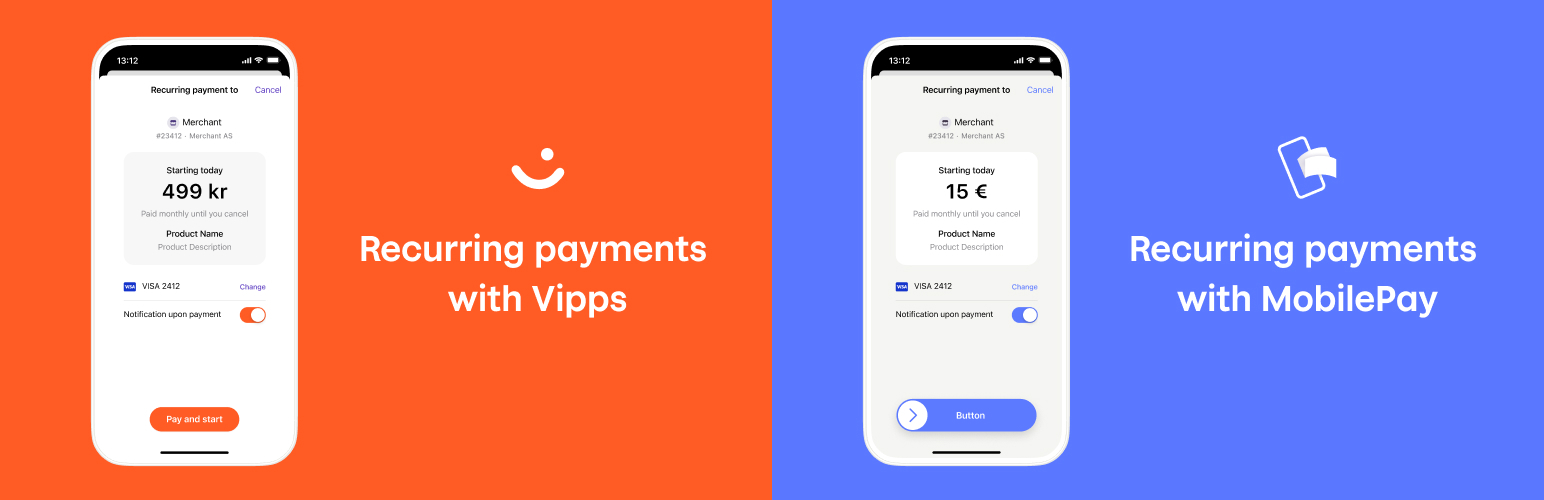 13:12
Recurring payment to
Cancel
Merchant
#23412 · Merchant AS
Starting today
499 kr
Paid monthly until you cancel
Product Name
Product Description
VISA
VISA 2412
Change
Notification upon payment
Pay and start
Recurring payments
with Vipps
13:12
Recurring payment to
Cancel
Merchant
#23412 · Merchant AS
Starting today
15 €
Paid monthly until you cancel
Product Name
Product Description
VISA
VISA 2412
Change
Notification upon payment
Button
Recurring payments
with MobilePay